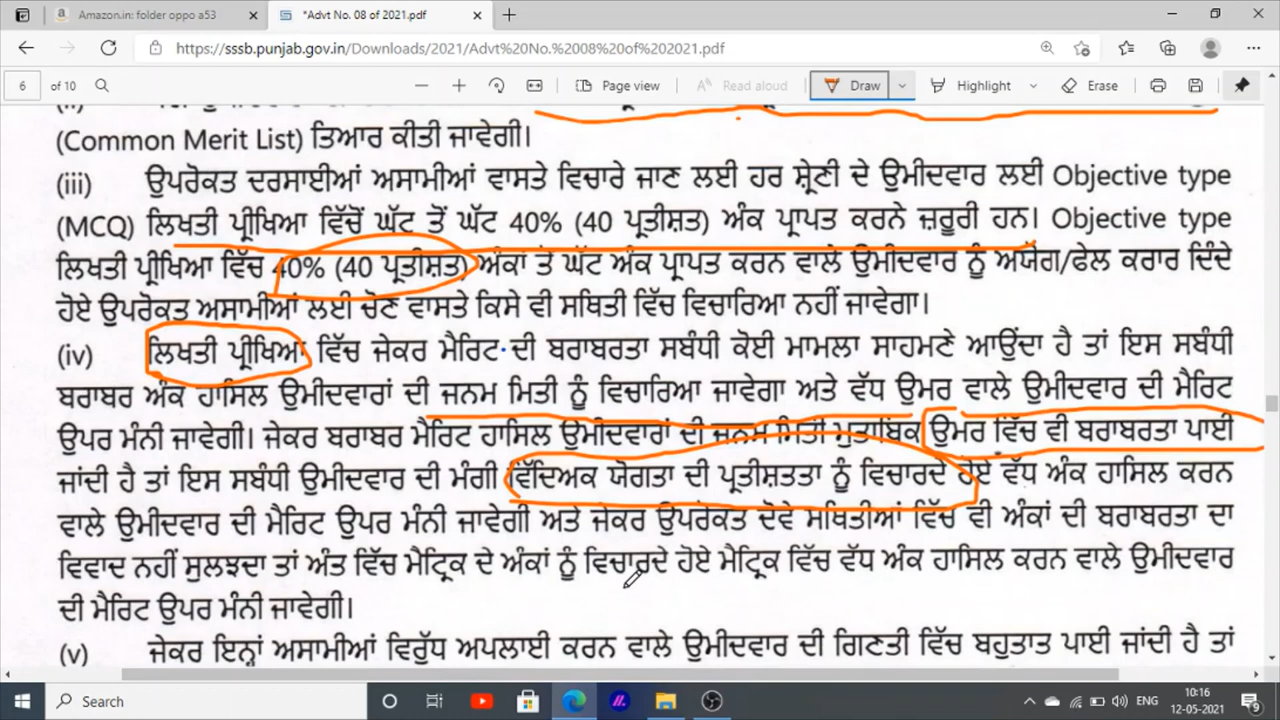 Amazon.in: folder oppo a53
*Advt No. 08 of 2021.pdf
https://sssb.punjab.gov.in/Downloads/2021/Advt%20No.%2008%20of%202021.pdf
6 of 10
Page view
Read aloud
Draw
Highlight
Erase
(Common Merit List) ਤਿਆਰ ਕੀਤੀ ਜਾਵੇਗੀ।
(iii) ਉਪਰੋਕਤ ਦਰਸਾਈਆਂ ਅਸਾਮੀਆਂ ਵਾਸਤੇ ਵਿਚਾਰੇ ਜਾਣ ਲਈ ਹਰ ਸ਼੍ਰੇਣੀ ਦੇ ਉਮੀਦਵਾਰ ਲਈ Objective type
(MCQ) ਲਿਖਤੀ ਪ੍ਰੀਖਿਆ ਵਿੱਚੋਂ ਘੱਟ ਤੋਂ ਘੱਟ 40% (40 ਪ੍ਰਤੀਸ਼ਤ) ਅੰਕ ਪ੍ਰਾਪਤ ਕਰਨੇ ਜ਼ਰੂਰੀ ਹਨ। Objective type
ਲਿਖਤੀ ਪ੍ਰੀਖਿਆ ਵਿੱਚ 40% (40 ਪ੍ਰਤੀਸ਼ਤ) ਅੰਕਾਂ ਤੋਂ ਘੱਟ ਅੰਕ ਪ੍ਰਾਪਤ ਕਰਨ ਵਾਲੇ ਉਮੀਦਵਾਰ ਨੂੰ ਅਯੋਗ/ਫੇਲ ਕਰਾਰ ਦਿੰਦੇ
ਹੋਏ ਉਪਰੋਕਤ ਅਸਾਮੀਆਂ ਲਈ ਚੋਣ ਵਾਸਤੇ ਕਿਸੇ ਵੀ ਸਥਿਤੀ ਵਿੱਚ ਵਿਚਾਰਿਆ ਨਹੀਂ ਜਾਵੇਗਾ।
(iv) ਲਿਖਤੀ ਪ੍ਰੀਖਿਆ ਵਿੱਚ ਜੇਕਰ ਮੈਰਿਟ ਦੀ ਬਰਾਬਰਤਾ ਸਬੰਧੀ ਕੋਈ ਮਾਮਲਾ ਸਾਹਮਣੇ ਆਉਂਦਾ ਹੈ ਤਾਂ ਇਸ ਸਬੰਧੀ
ਬਰਾਬਰ ਅੰਕ ਹਾਸਿਲ ਉਮੀਦਵਾਰਾਂ ਦੀ ਜਨਮ ਮਿਤੀ ਨੂੰ ਵਿਚਾਰਿਆ ਜਾਵੇਗਾ ਅਤੇ ਵੱਧ ਉਮਰ ਵਾਲੇ ਉਮੀਦਵਾਰ ਦੀ ਮੈਰਿਟ
ਉਪਰ ਮੰਨੀ ਜਾਵੇਗੀ। ਜੇਕਰ ਬਰਾਬਰ ਮੈਰਿਟ ਹਾਸਿਲ ਉਮੀਦਵਾਰਾਂ ਦੀ ਜਨਮ ਮਿਤੀ ਮੁਤਾਬਿਕ ਉਮਰ ਵਿੱਚ ਵੀ ਬਰਾਬਰਤਾ ਪਾਈ
ਜਾਂਦੀ ਹੈ ਤਾਂ ਇਸ ਸਬੰਧੀ ਉਮੀਦਵਾਰ ਦੀ ਮੰਗੀ ਵਿੱਦਿਅਕ ਯੋਗਤਾ ਦੀ ਪ੍ਰਤੀਸ਼ਤਤਾ ਨੂੰ ਵਿਚਾਰਦੇ ਹੋਏ ਵੱਧ ਅੰਕ ਹਾਸਿਲ ਕਰਨ
ਵਾਲੇ ਉਮੀਦਵਾਰ ਦੀ ਮੈਰਿਟ ਉਪਰ ਮੰਨੀ ਜਾਵੇਗੀ ਅਤੇ ਜੇਕਰ ਉਪਰੋਕਤ ਦੋਵੇ ਸਥਿਤੀਆਂ ਵਿੱਚ ਵੀ ਅੰਕਾਂ ਦੀ ਬਰਾਬਰਤਾ ਦਾ
ਵਿਵਾਦ ਨਹੀਂ ਸੁਲਝਦਾ ਤਾਂ ਅੰਤ ਵਿੱਚ ਮੈਟ੍ਰਿਕ ਦੇ ਅੰਕਾਂ ਨੂੰ ਵਿਚਾਰਦੇ ਹੋਏ ਮੈਟ੍ਰਿਕ ਵਿੱਚ ਵੱਧ ਅੰਕ ਹਾਸਿਲ ਕਰਨ ਵਾਲੇ ਉਮੀਦਵਾਰ
ਦੀ ਮੈਰਿਟ ਉਪਰ ਮੰਨੀ ਜਾਵੇਗੀ।
(v) ਜੇਕਰ ਇਨ੍ਹਾਂ ਅਸਾਮੀਆਂ ਵਿਰੁੱਧ ਅਪਲਾਈ ਕਰਨ ਵਾਲੇ ਉਮੀਦਵਾਰ ਦੀ ਗਿਣਤੀ ਵਿੱਚ ਬਹੁਤਾਤ ਪਾਈ ਜਾਂਦੀ ਹੈ ਤਾਂ
Search
ENG
10:16
12-05-2021